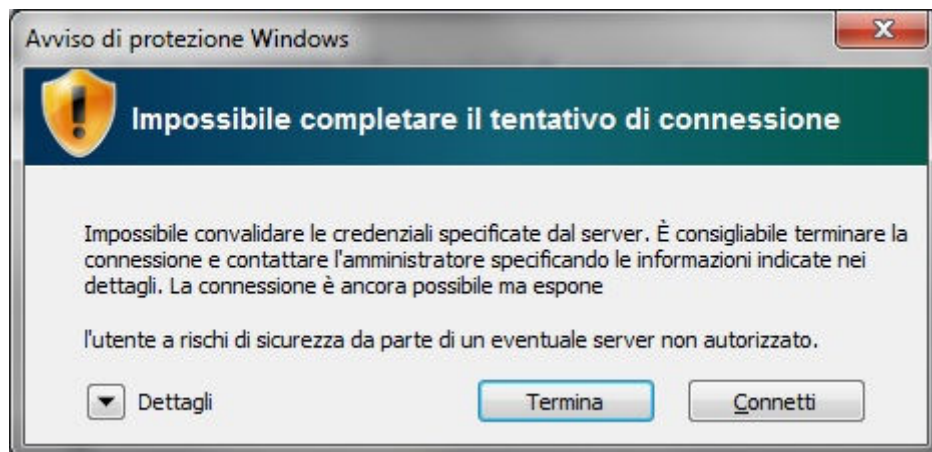 Avviso di protezione Windows
Impossibile completare il tentativo di connessione
Impossibile convalidare le credenziali specificate dal server. È consigliabile terminare la
connessione e contattare l'amministratore specificando le informazioni indicate nei
dettagli. La connessione è ancora possibile ma espone
l'utente a rischi di sicurezza da parte di un eventuale server non autorizzato.
Dettagli
Termina
Connetti